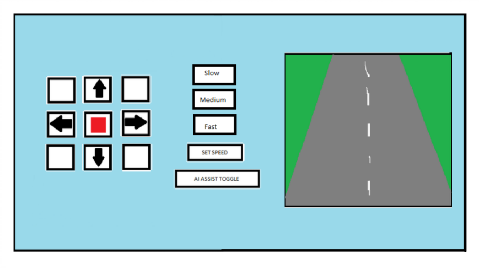 Slow
Medium
Fast
SET SPEED
AI ASSIST TOGGLE